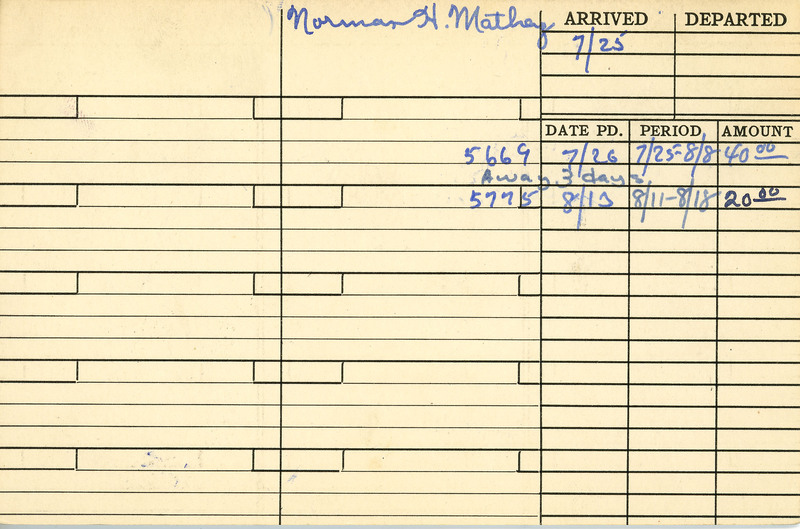 Norman H. Mathey ARRIVED DEPARTED
7/25
DATE PD. PERIOD AMOUNT
5669 7/26 7/25-8/8 40 00
Away 3 days
5775 8/13 8/11-8/18 20 00